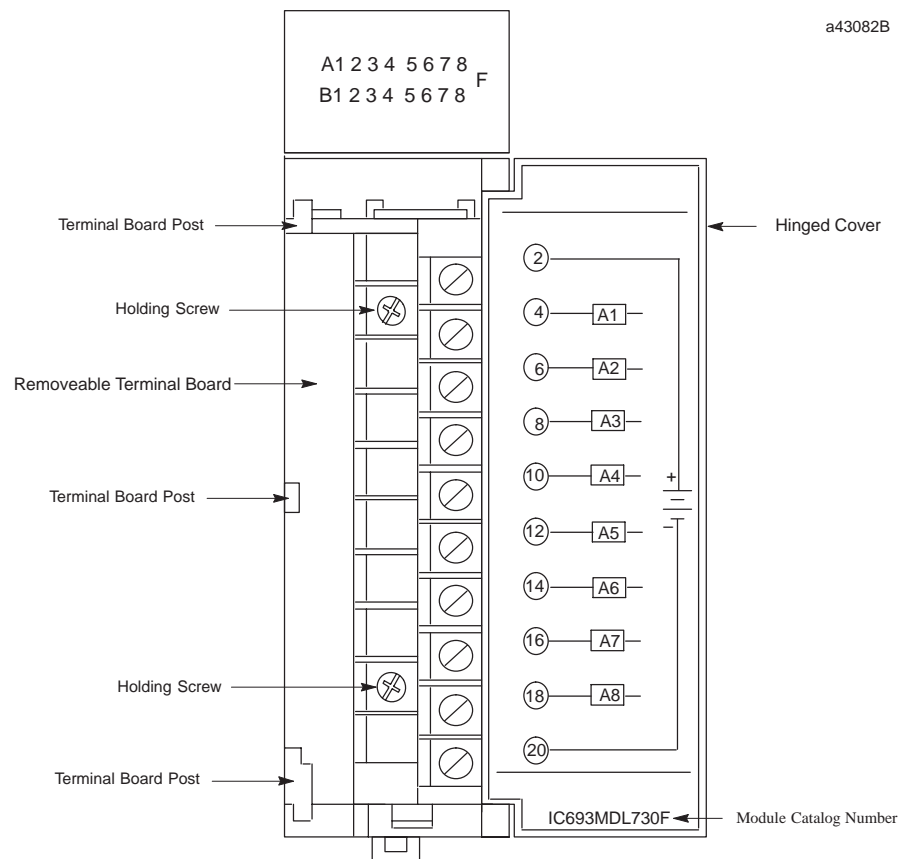 a43082B
A1 2 3 4 5 6 7 8
F
B1 2 3 4 5 6 7 8
Terminal Board Post
Hinged Cover
2
Holding Screw
4 A1
6 A2
Removeable Terminal Board
8 A3
10 A4
+
Terminal Board Post
12 A5
−
14 A6
16 A7
Holding Screw
18 A8
20
Terminal Board Post
IC693MDL730F
Module Catalog Number